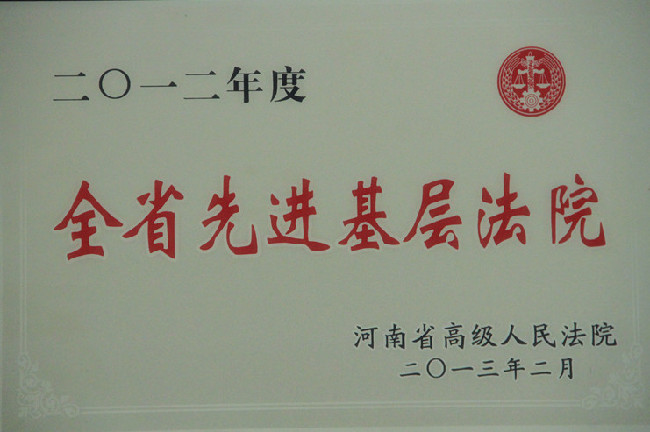 二〇一二年度
全省先进基层法院
河南省高级人民法院
二〇一三年二月